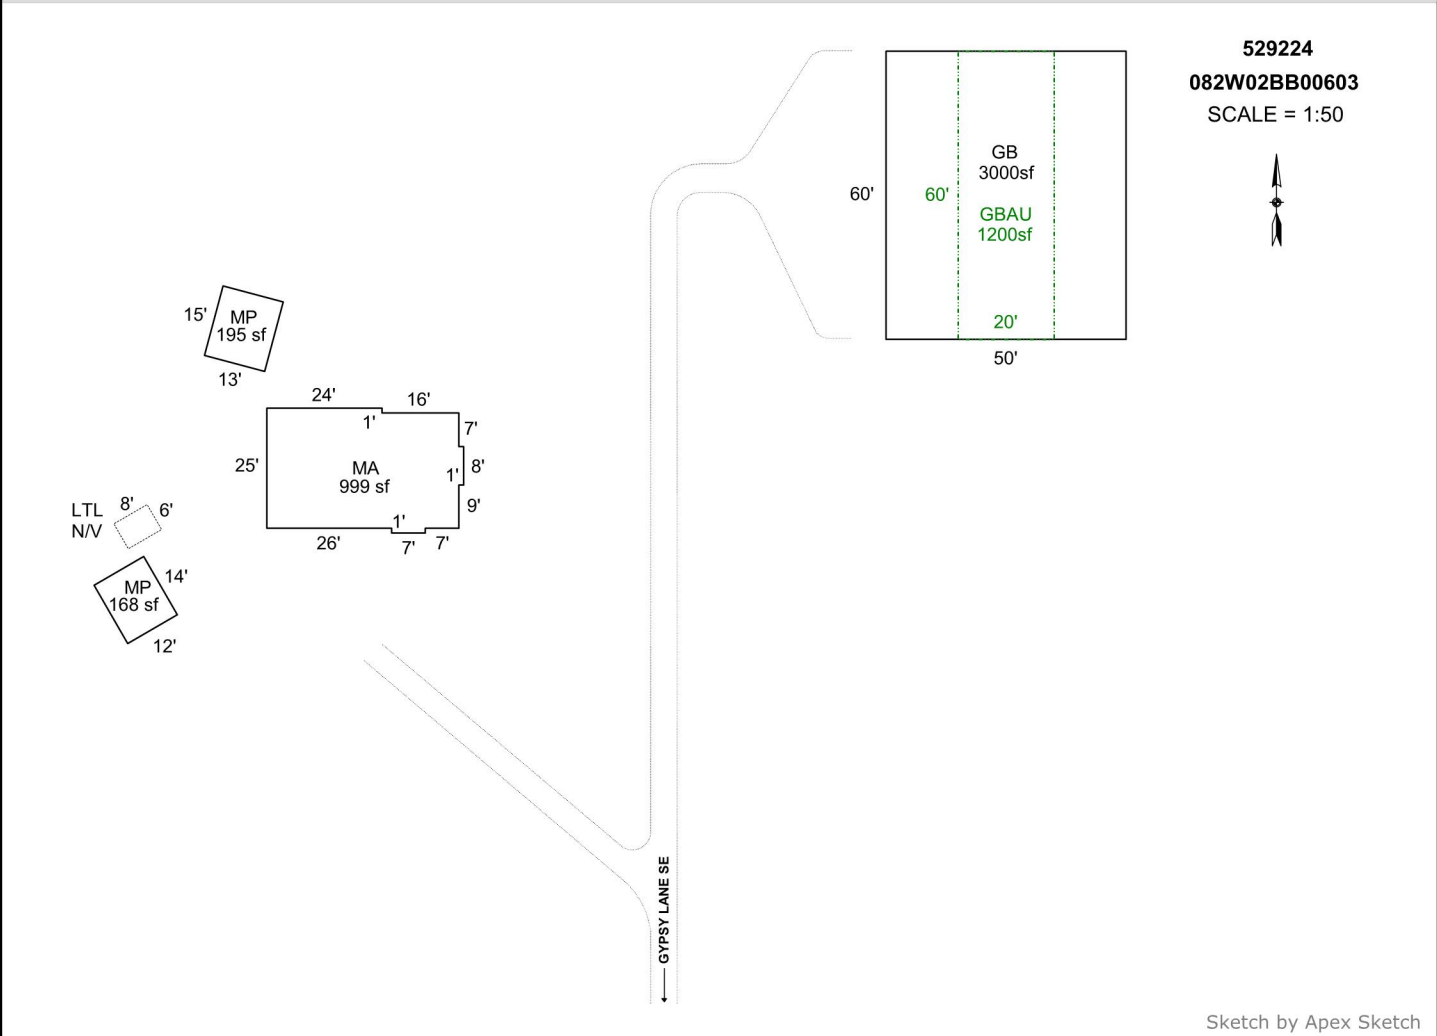 529224
082W02BB00603
SCALE = 1:50
GB
3000sf
60'
60'
GBAU
1200sf
20'
50'
15'
MP
195 sf
13'
24'
16'
1'
7'
25'
MA
999 sf
1'
8'
9'
1'
26'
7'
7'
LTL
N/V
8'
6'
MP
168 sf
14'
12'
GYPSY LANE SE
Sketch by Apex Sketch